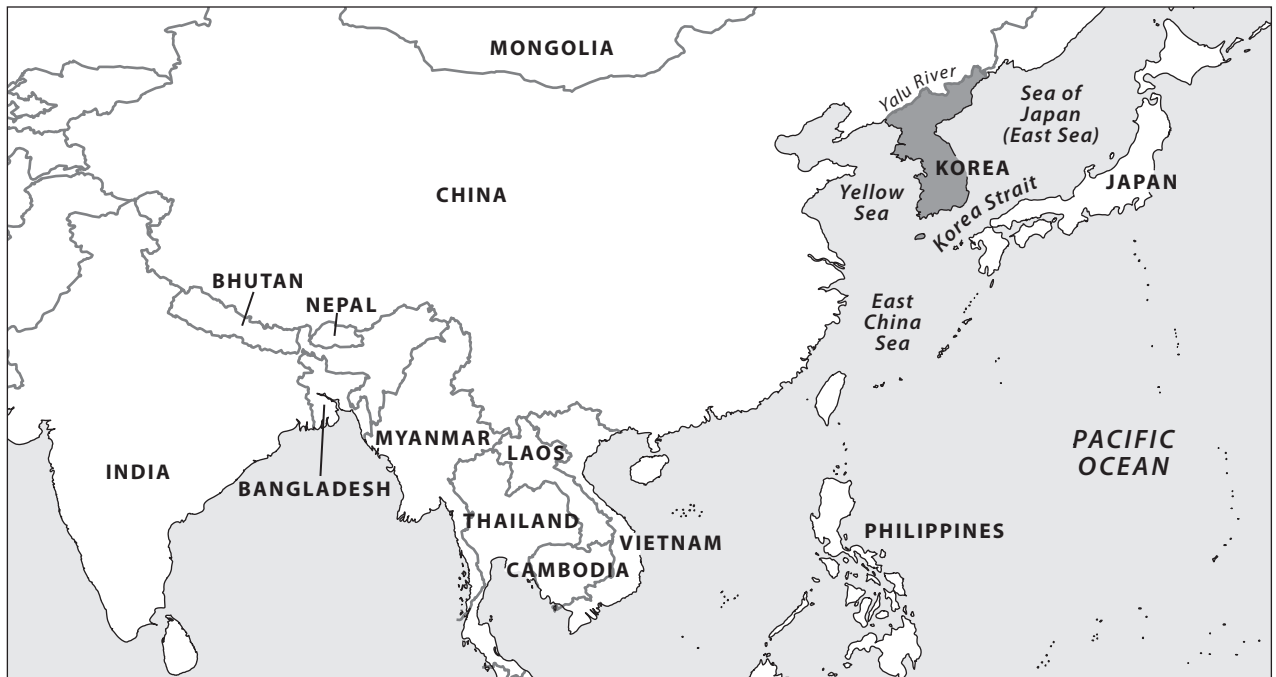 MONGOLIA
Yalu River
Sea of
Japan
(East Sea)
KOREA
CHINA
JAPAN
Yellow
Sea
Korea Strait
BHUTAN
NEPAL
East
China
Sea
MYANMAR
LAOS
PACIFIC
OCEAN
INDIA
BANGLADESH
THAILAND
PHILIPPINES
VIETNAM
CAMBODIA